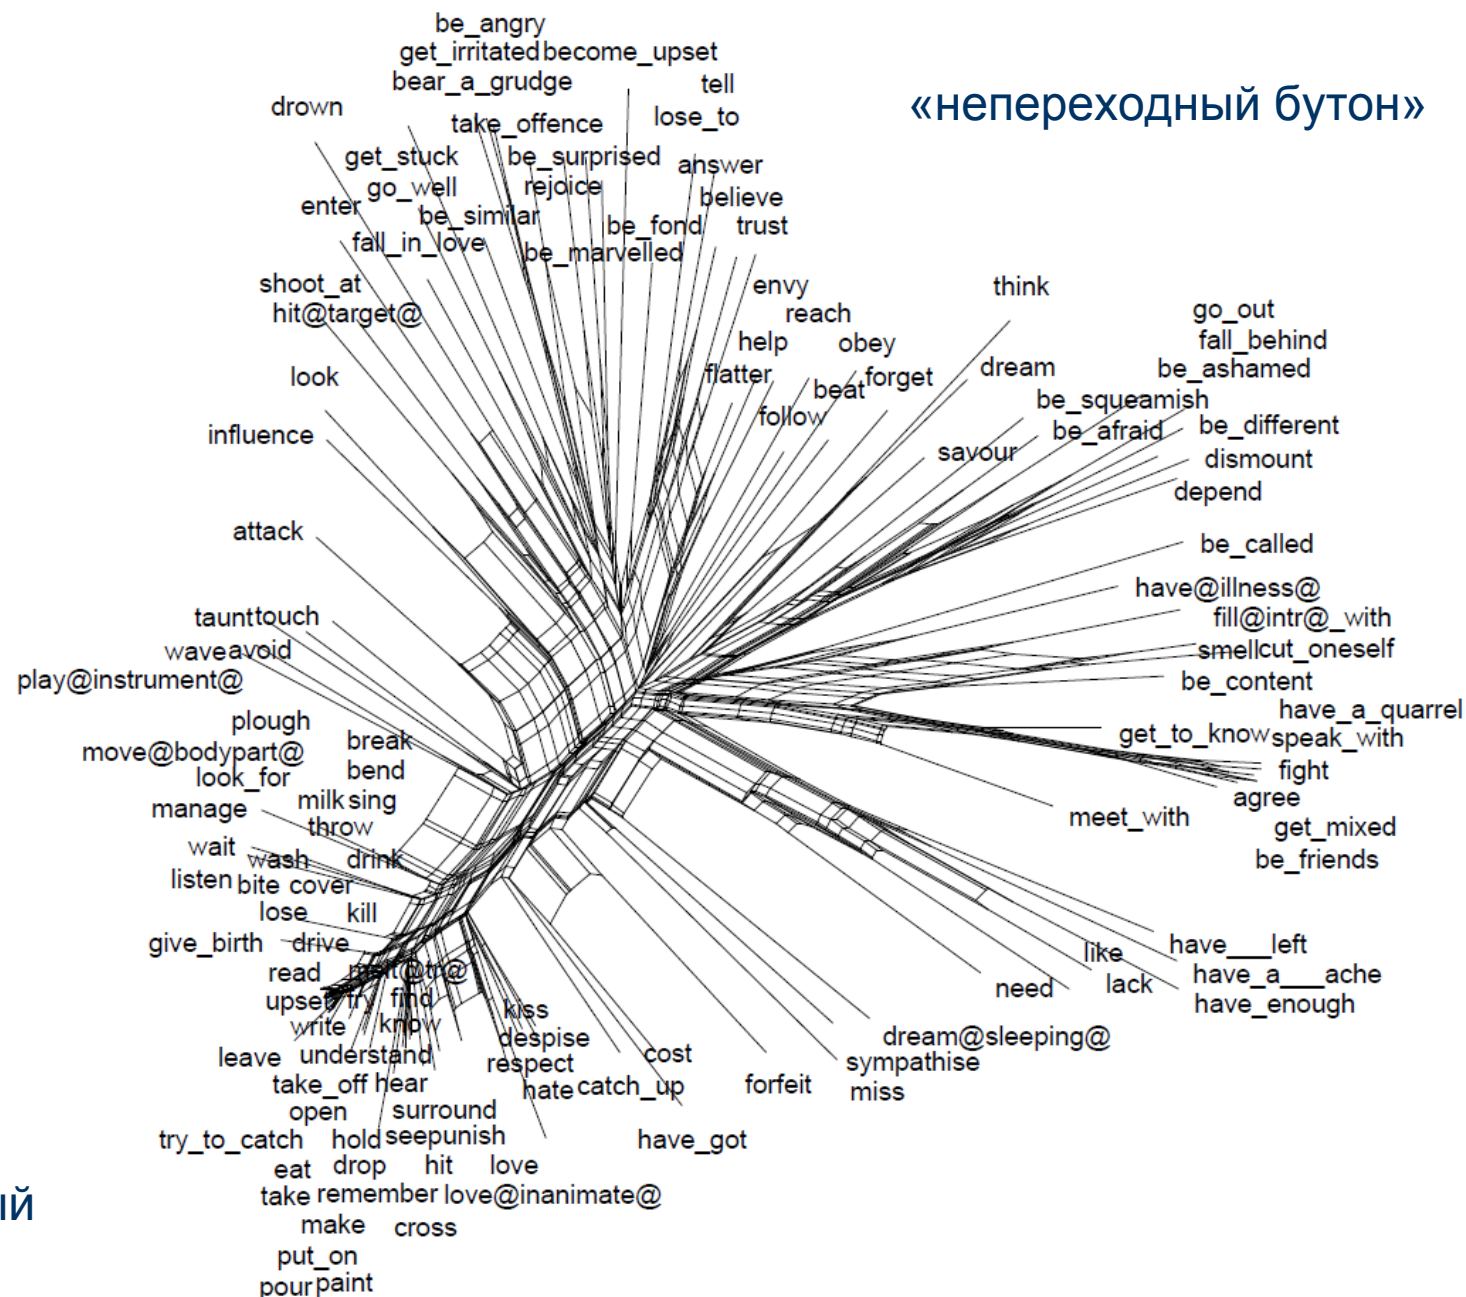 be_angry
get_irritated become_upset
bear_a_grudge tell
«непереходный бутон»
drown take_offence lose_to
get_stuck be_surprised answer
go_well rejoice believe
enter be_similar be_fond trust
fall_in_love be_marvelled
shoot_at envy think
hit@target@ reach go_out
help obey fall_behind
look flatter beat forget dream be_ashamed
follow be_squeamish
influence be_afraid be_different
savour dismount
depend
attack be_called
have@illness@
taunt touch fill@intr@_with
wave avoid smell cut_oneself
play@instrument@ be_content
plough have_a_quarrel
move@bodypart@ break get_to_know speak_with
look_for bend fight
manage milk sing agree
throw meet_with get_mixed
wait wash drink be_friends
listen bite cover
lose kill
give_birth drive like have___left
read melt@tr@ need lack have_a___ache
upset try find kiss have_enough
write know despise dream@sleeping@
leave understand respect cost sympathise
take_off hear hate catch_up forfeit miss
open surround
try_to_catch hold see punish have_got
eat drop hit love
take remember love@inanimate@
ый
make cross
put_on
pour paint